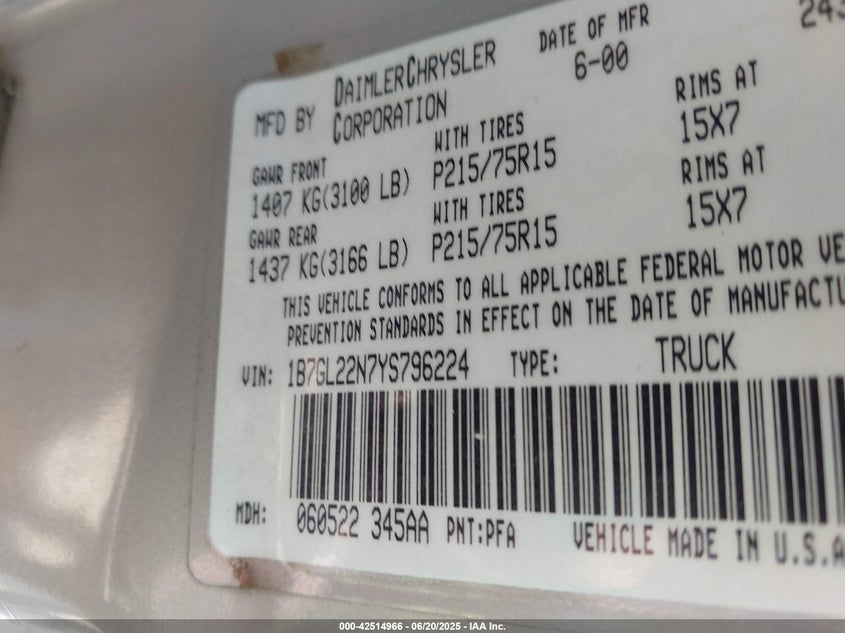 MFD BY DAIMLERCHRYSLER CORPORATION
DATE OF MFR
6-00
GAWR FRONT
1407 KG(3100 LB)
WITH TIRES
P215/75R15
RIMS AT
15X7
GAWR REAR
1437 KG(3166 LB)
WITH TIRES
P215/75R15
RIMS AT
15X7
THIS VEHICLE CONFORMS TO ALL APPLICABLE FEDERAL MOTOR VE
PREVENTION STANDARDS IN EFFECT ON THE DATE OF MANUFACTU
VIN: 1B7GL22N7YS796224 TYPE: TRUCK
MDH: 060522 345AA PNT:PFA VEHICLE MADE IN U.S.A
000-42514966 - 06/20/2025 - IAA Inc.